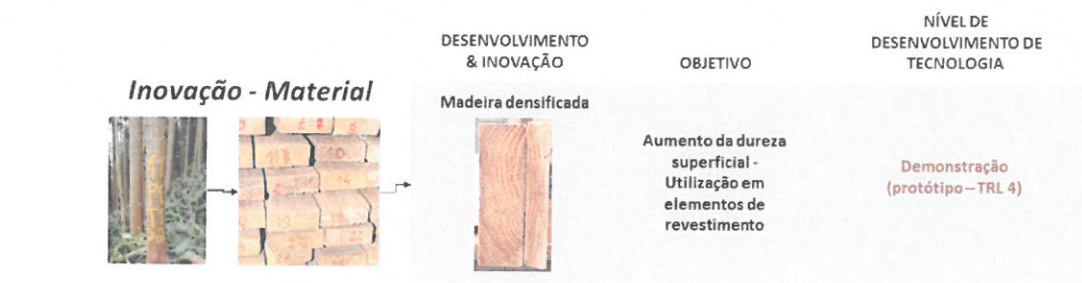 Inovação - Material
DESENVOLVIMENTO
& INOVAÇÃO
Madeira densificada
OBJETIVO
Aumento da dureza
superficial -
Utilização em
elementos de
revestimento
NÍVEL DE
DESENVOLVIMENTO DE
TECNOLOGIA
Demonstração
(protótipo – TRL 4)